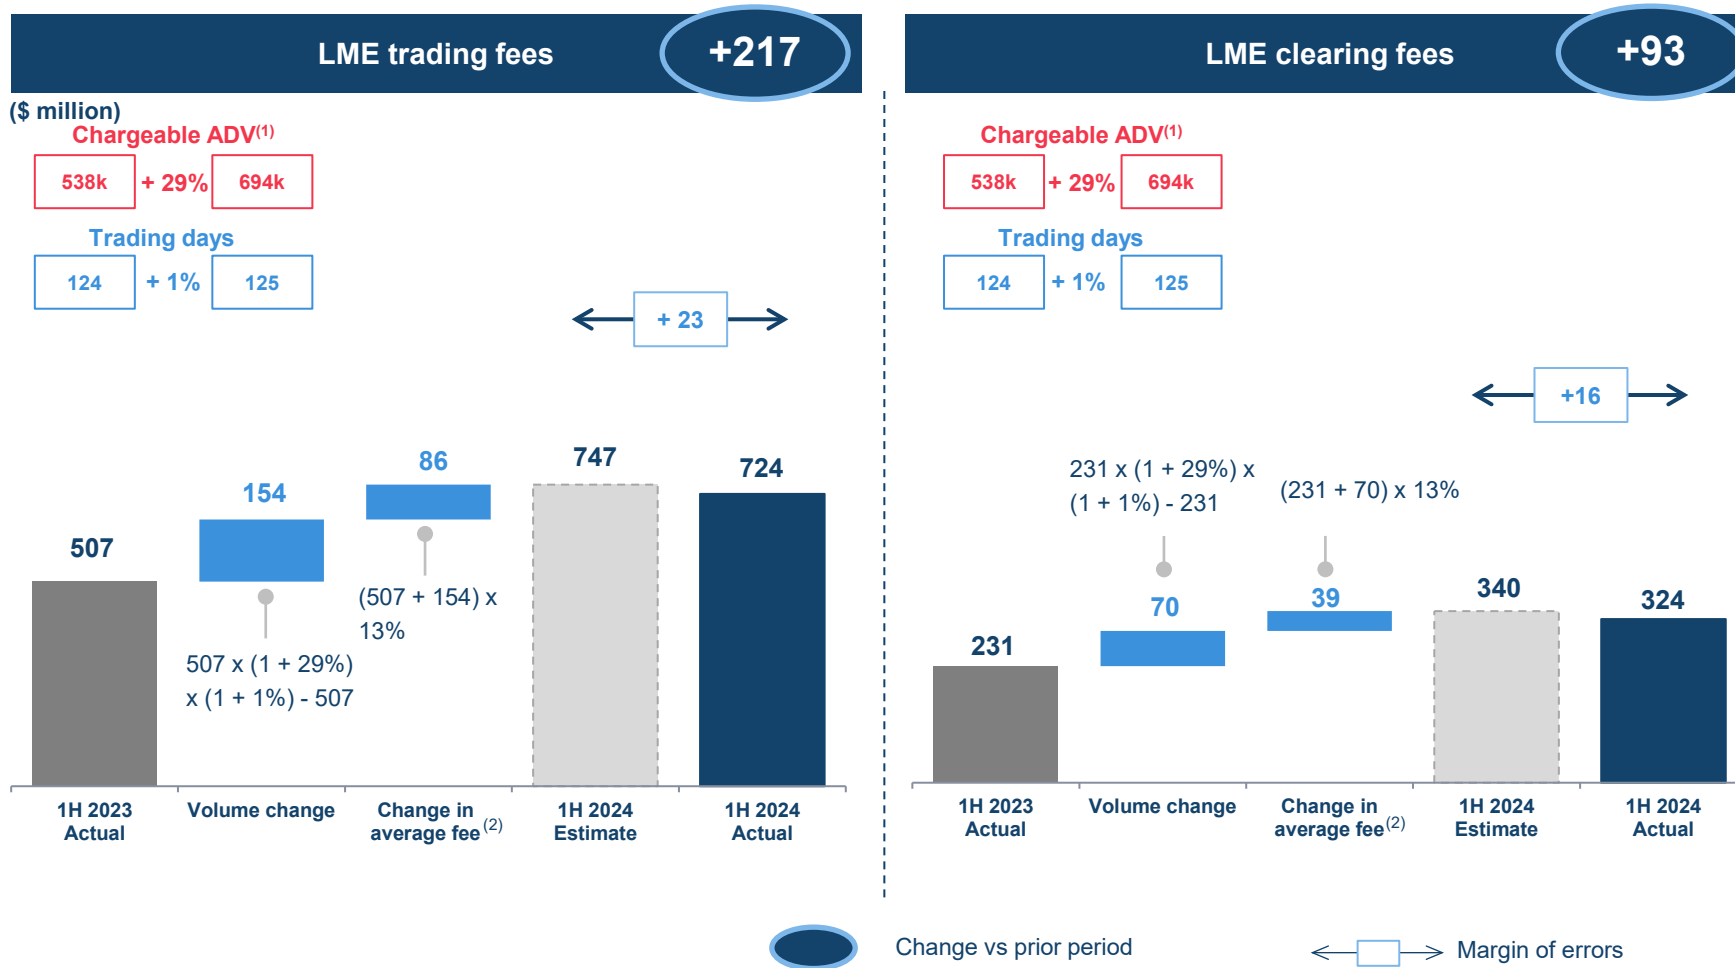 LME trading fees
+217
($ million)
Chargeable ADV(1)
538k + 29% 694k
Trading days
124 + 1% 125
+ 23
507
154
86
747
724
507 x (1 + 29%)
x (1 + 1%) - 507
(507 + 154) x
13%
1H 2023
Actual
Volume change
Change in
average fee (2)
1H 2024
Estimate
1H 2024
Actual
LME clearing fees
+93
Chargeable ADV(1)
538k + 29% 694k
Trading days
124 + 1% 125
+16
231 x (1 + 29%) x
(1 + 1%) - 231
(231 + 70) x 13%
231
70
39
340
324
1H 2023
Actual
Volume change
Change in
average fee(2)
1H 2024
Estimate
1H 2024
Actual
Change vs prior period
Margin of errors